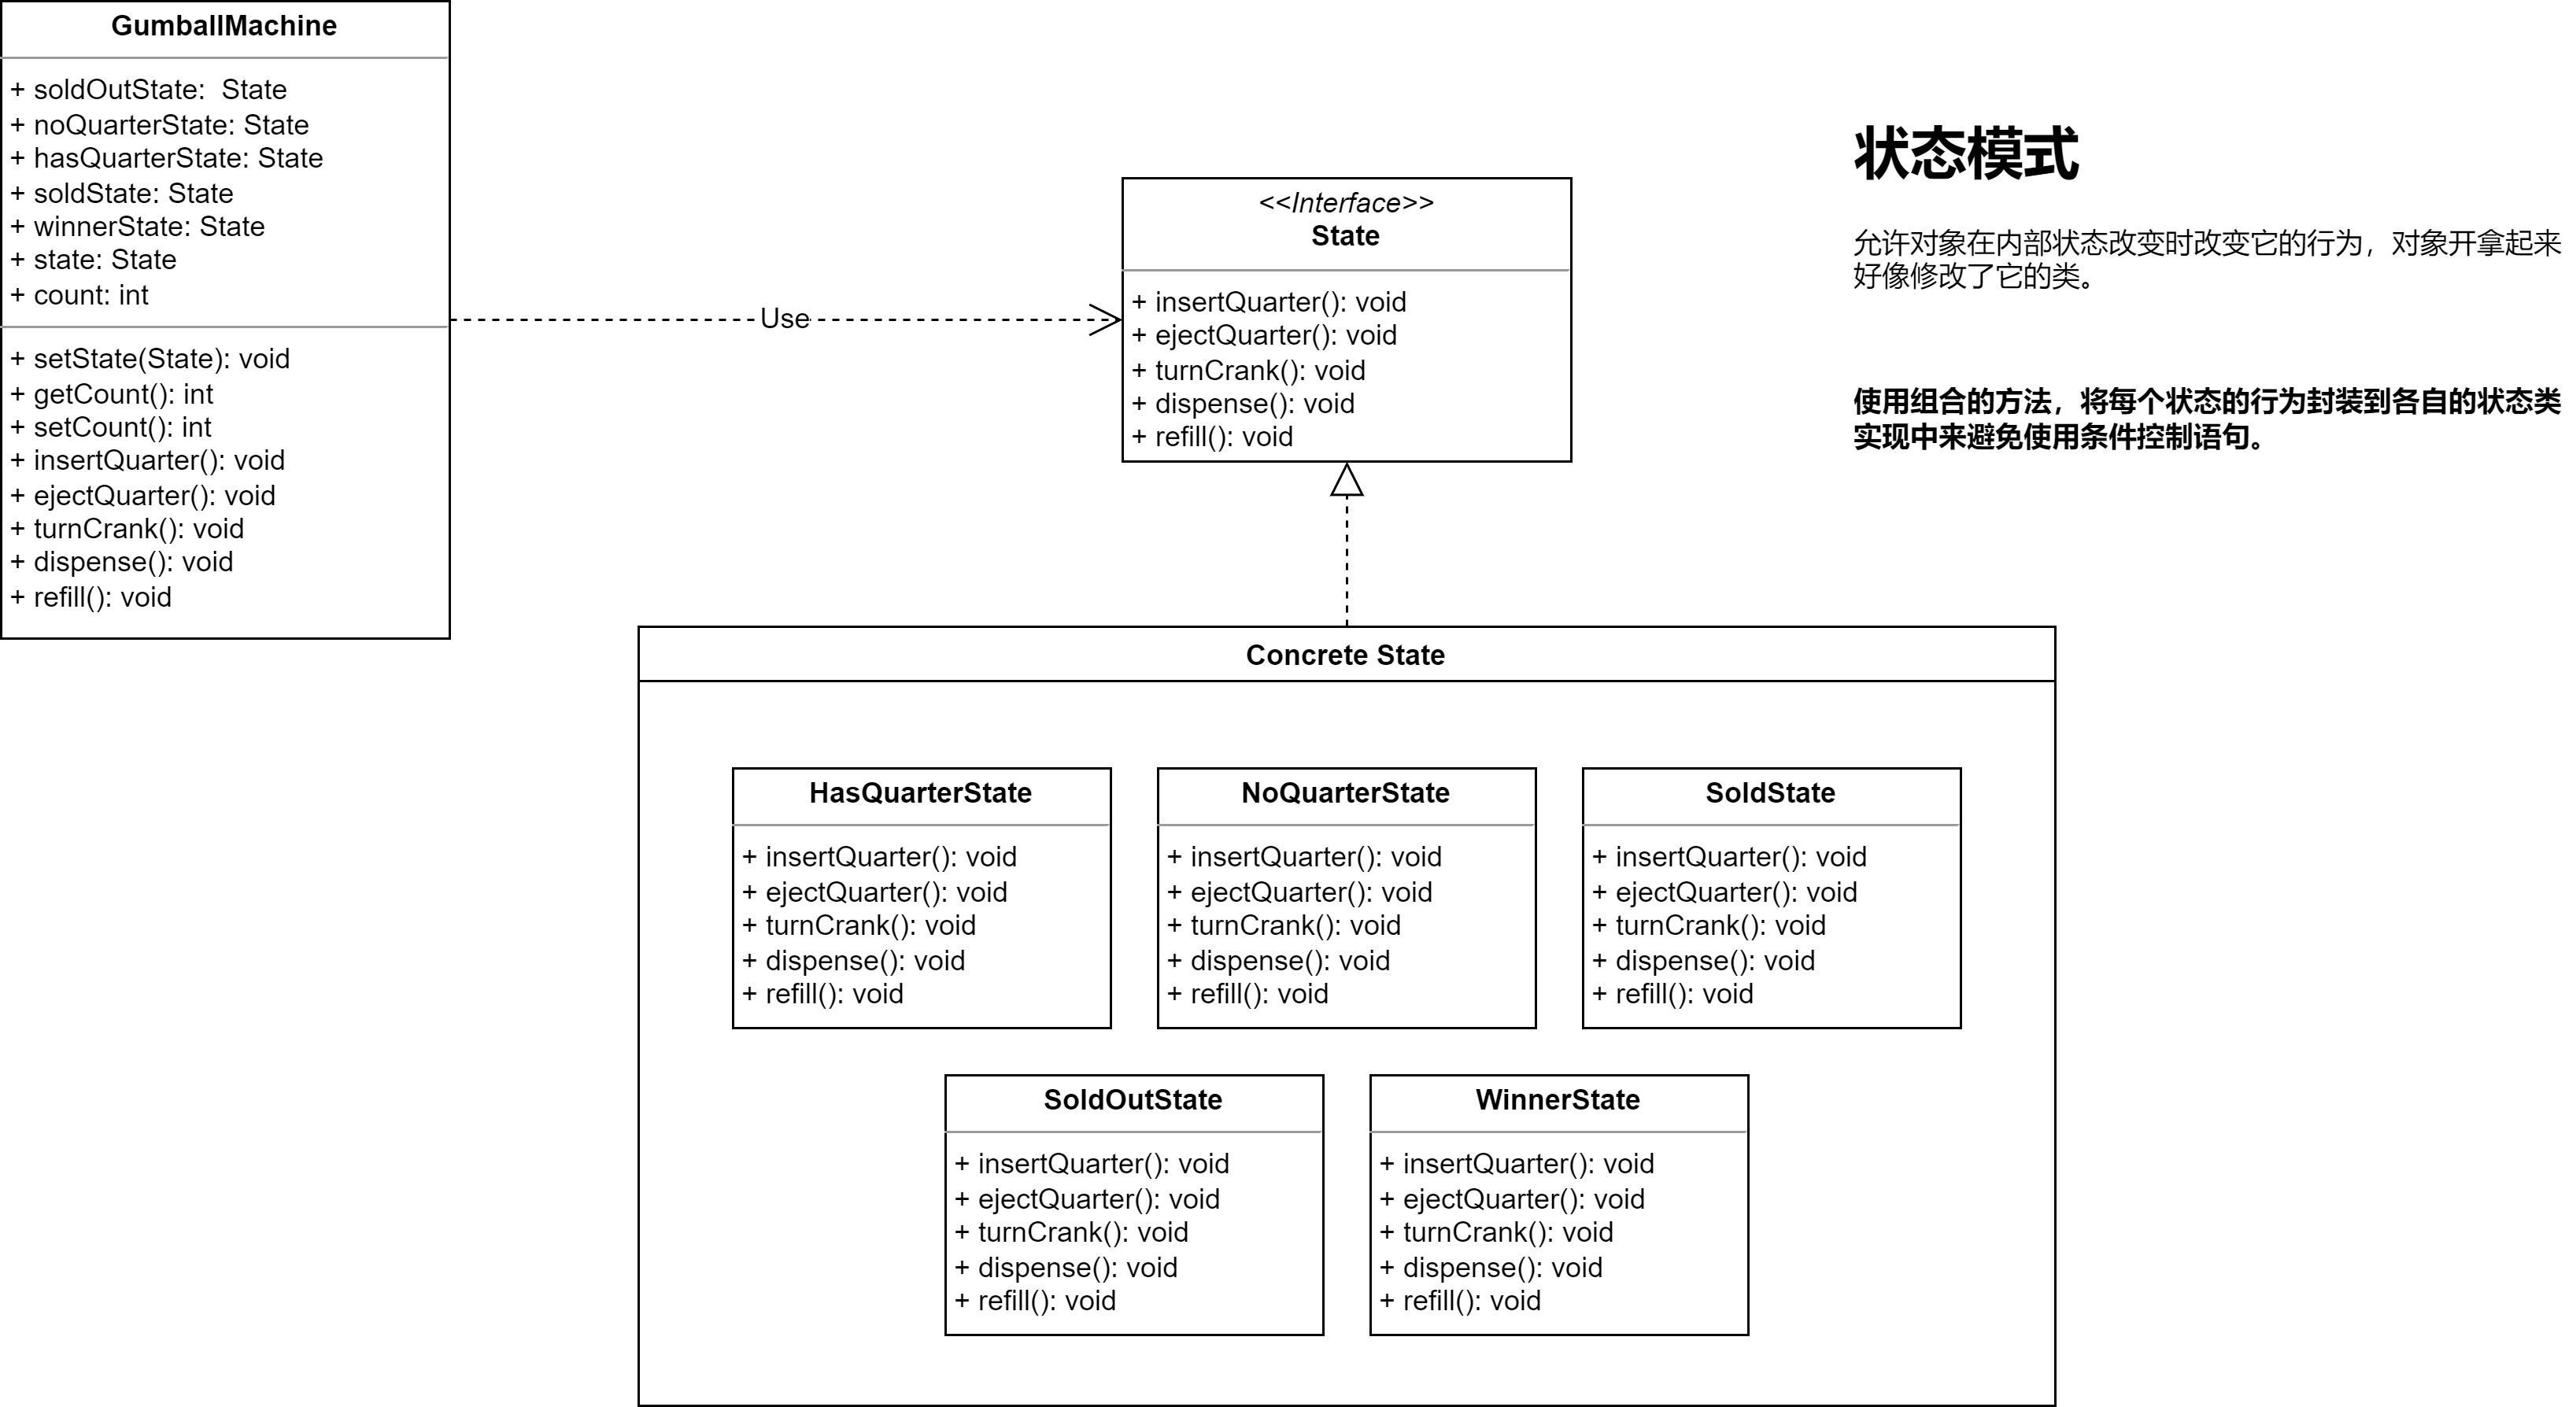 GumballMachine
+ soldOutState:  State
+ noQuarterState: State
+ hasQuarterState: State
+ soldState: State
+ winnerState: State
+ state: State
+ count: int
+ setState(State): void
+ getCount(): int
+ setCount(): int
+ insertQuarter(): void
+ ejectQuarter(): void
+ turnCrank(): void
+ dispense(): void
+ refill(): void
Use
<<Interface>>
State
+ insertQuarter(): void
+ ejectQuarter(): void
+ turnCrank(): void
+ dispense(): void
+ refill(): void
状态模式
允许对象在内部状态改变时改变它的行为，对象开拿起来
好像修改了它的类。
使用组合的方法，将每个状态的行为封装到各自的状态类
实现中来避免使用条件控制语句。
Concrete State
HasQuarterState
+ insertQuarter(): void
+ ejectQuarter(): void
+ turnCrank(): void
+ dispense(): void
+ refill(): void
NoQuarterState
+ insertQuarter(): void
+ ejectQuarter(): void
+ turnCrank(): void
+ dispense(): void
+ refill(): void
SoldState
+ insertQuarter(): void
+ ejectQuarter(): void
+ turnCrank(): void
+ dispense(): void
+ refill(): void
SoldOutState
+ insertQuarter(): void
+ ejectQuarter(): void
+ turnCrank(): void
+ dispense(): void
+ refill(): void
WinnerState
+ insertQuarter(): void
+ ejectQuarter(): void
+ turnCrank(): void
+ dispense(): void
+ refill(): void